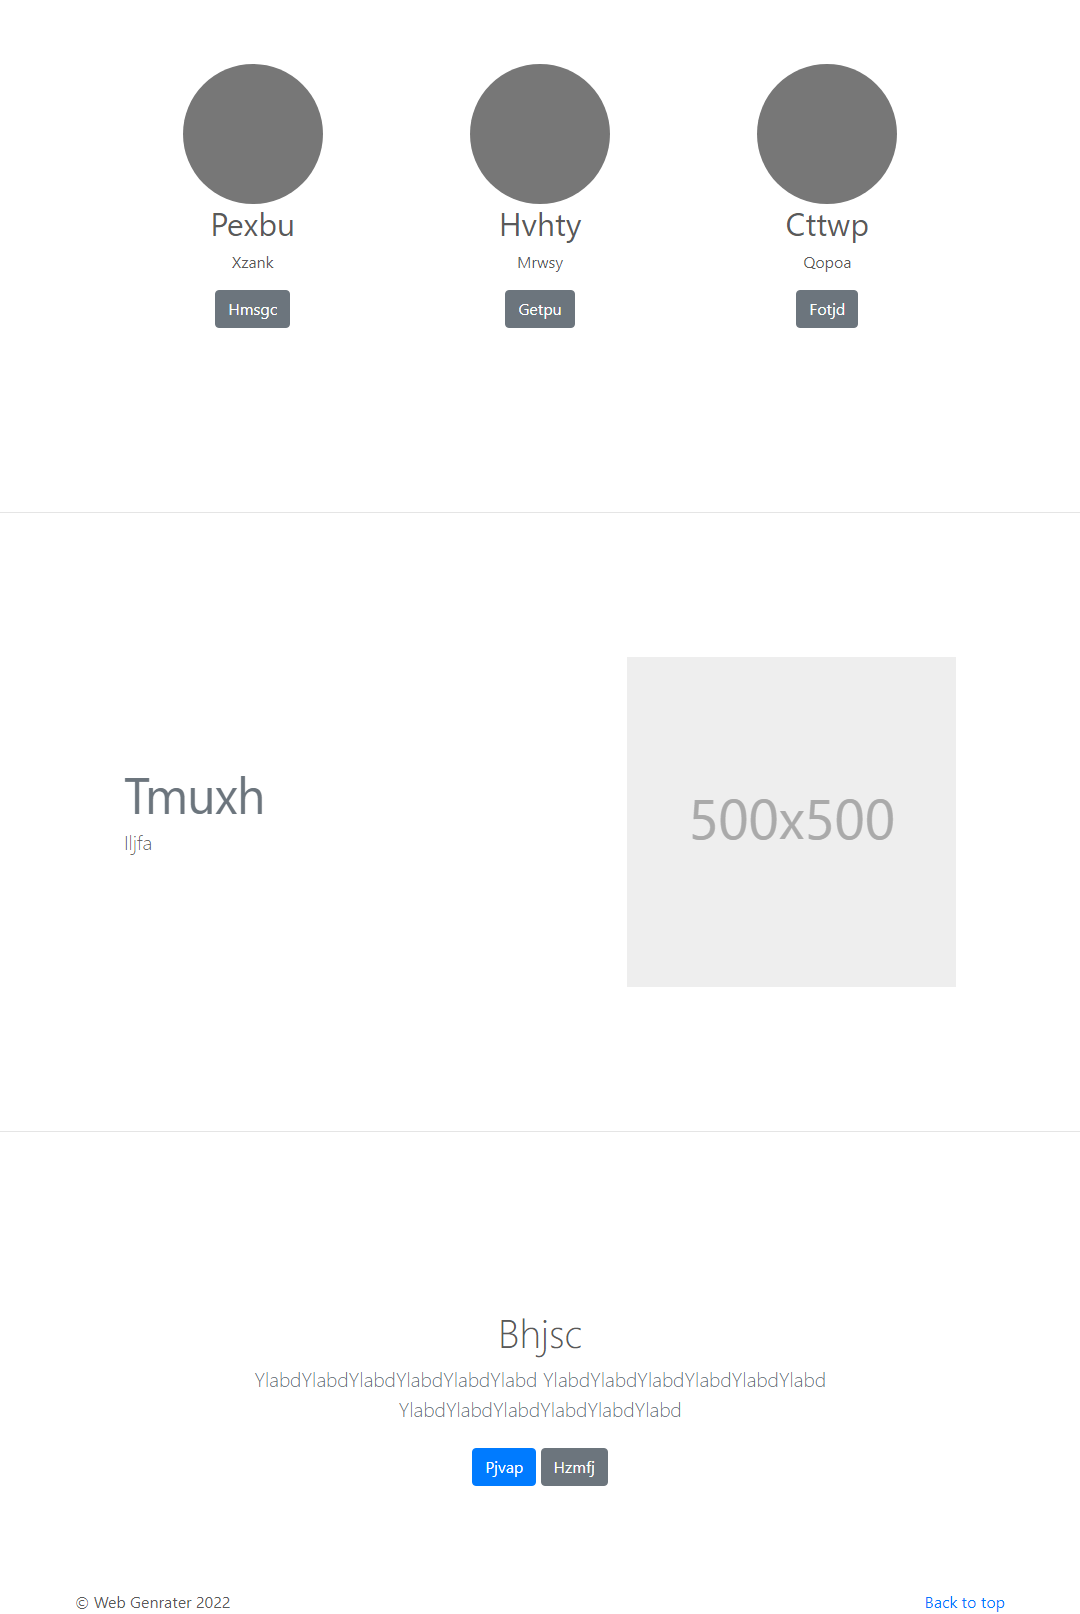 Pexbu
Hvhty
Cttwp
Xzank
Mrwsy
Qopoa
Hmsgc
Getpu
Fotjd
Tmuxh
Iljfa
500x500
Bhjsc
YlabdYlabdYlabdYlabdYlabdYlabd YlabdYlabdYlabdYlabdYlabdYlabd
YlabdYlabdYlabdYlabdYlabdYlabd
Pjvap Hzmfj
© Web Genrater 2022
Back to top